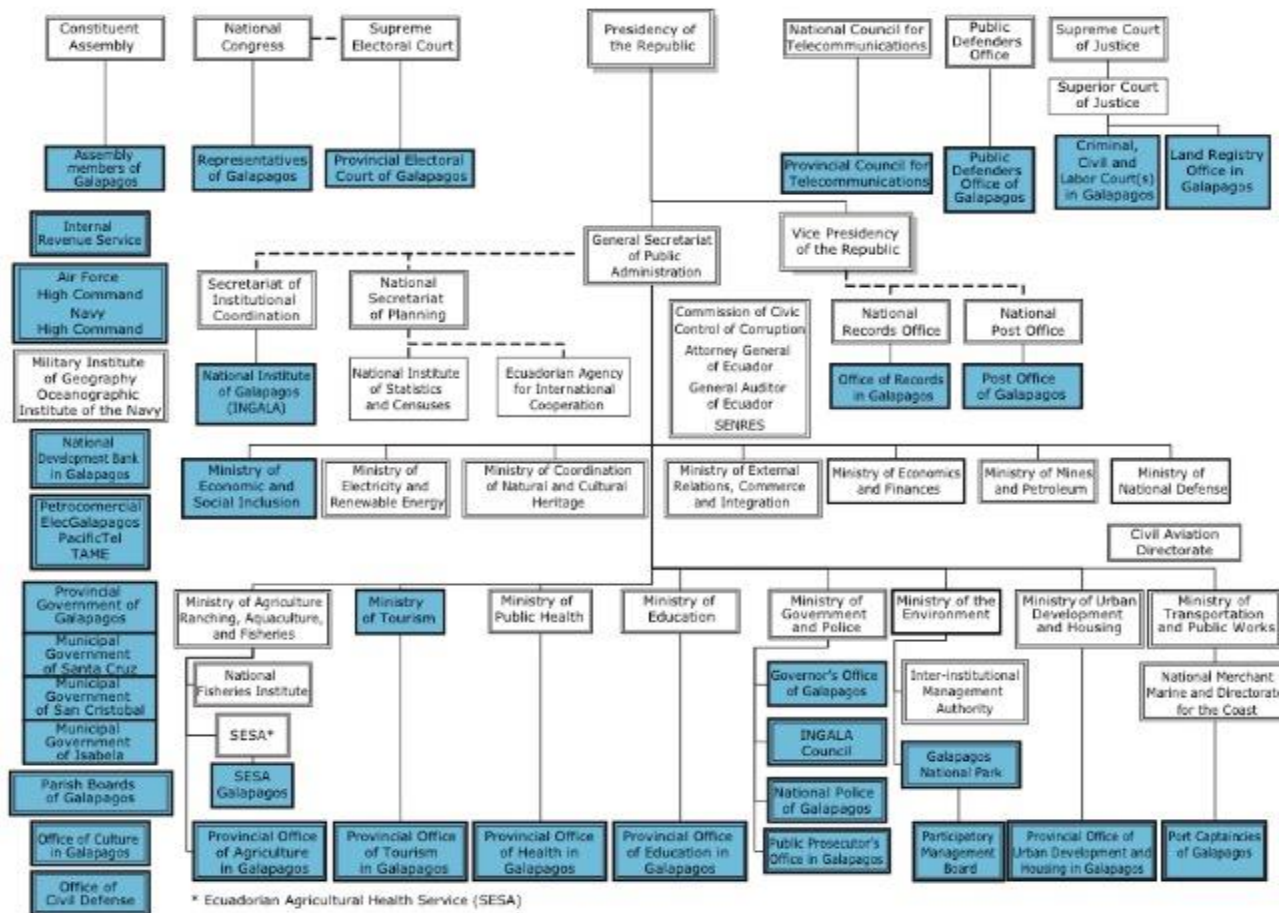 Constituent
Assembly
National
Congress
Supreme
Electoral Court
Presidency
of the Republic
National Council for
Telecommunications
Public
Defenders
Office
Supreme Court
of Justice
Superior Court
of Justice
Assembly
members of
Galapagos
Representatives
of Galapagos
Provincial Electoral
Court of Galapagos
Provincial Council for
Telecommunications
Public
Defenders
Office of
Galapagos
Criminal,
Civil and
Labor Court(s)
in Galapagos
Land Registry
Office in
Galapagos
Internal
Revenue Service
Air Force
High Command
Navy
High Command
Military Institute
of Geography
Oceanographic
Institute of the Navy
National
Development Bank
in Galapagos
Petrocomercial
ElecGalapagos
PacificTel
TAME
Provincial
Government of
Galapagos
Municipal
Government
of Santa Cruz
Municipal
Government
of San Cristobal
Municipal
Government
of Isabela
Parish Boards
of Galapagos
Office of Culture
in Galapagos
Office of
Civil Defense
General Secretariat
of Public
Administration
Vice Presidency
of the Republic
Secretariat of
Institutional
Coordination
National
Secretariat
of Planning
National Institute
of Galapagos
(INGALA)
National Institute
of Statistics
and Censuses
Ecuadorian Agency
for International
Cooperation
Commission of Civic
Control of Corruption
Attorney General
of Ecuador
General Auditor
of Ecuador
SENRES
National
Records Office
National
Post Office
Office of Records
in Galapagos
Post Office
of Galapagos
Ministry of
Economic and
Social Inclusion
Ministry of
Electricity and
Renewable Energy
Ministry of Coordination
of Natural and Cultural
Heritage
Ministry of External
Relations, Commerce
and Integration
Ministry of Economics
and Finances
Ministry of Mines
and Petroleum
Ministry of
National Defense
Civil Aviation
Directorate
Ministry of Agriculture
Ranching, Aquaculture,
and Fisheries
Ministry
of Tourism
Ministry of
Public Health
Ministry of
Education
Ministry of
Government
and Police
Ministry of the
Environment
Ministry of Urban
Development
and Housing
Ministry of
Transportation
and Public Works
National
Fisheries Institute
SESA*
SESA
Galapagos
Governor's Office
of Galapagos
INGALA
Council
National Police
of Galapagos
Public Prosecutor's
Office in Galapagos
Inter-institutional
Management
Authority
Galapagos
National Park
National Merchant
Marine and Directorate
for the Coast
Provincial Office
of Agriculture
in Galapagos
Provincial Office
of Tourism
in Galapagos
Provincial Office
of Health in
Galapagos
Provincial Office
of Education in
Galapagos
Participatory
Management
Board
Provincial Office of
Urban Development and
Housing in Galapagos
Port Captaincies
of Galapagos
* Ecuadorian Agricultural Health Service (SESA)